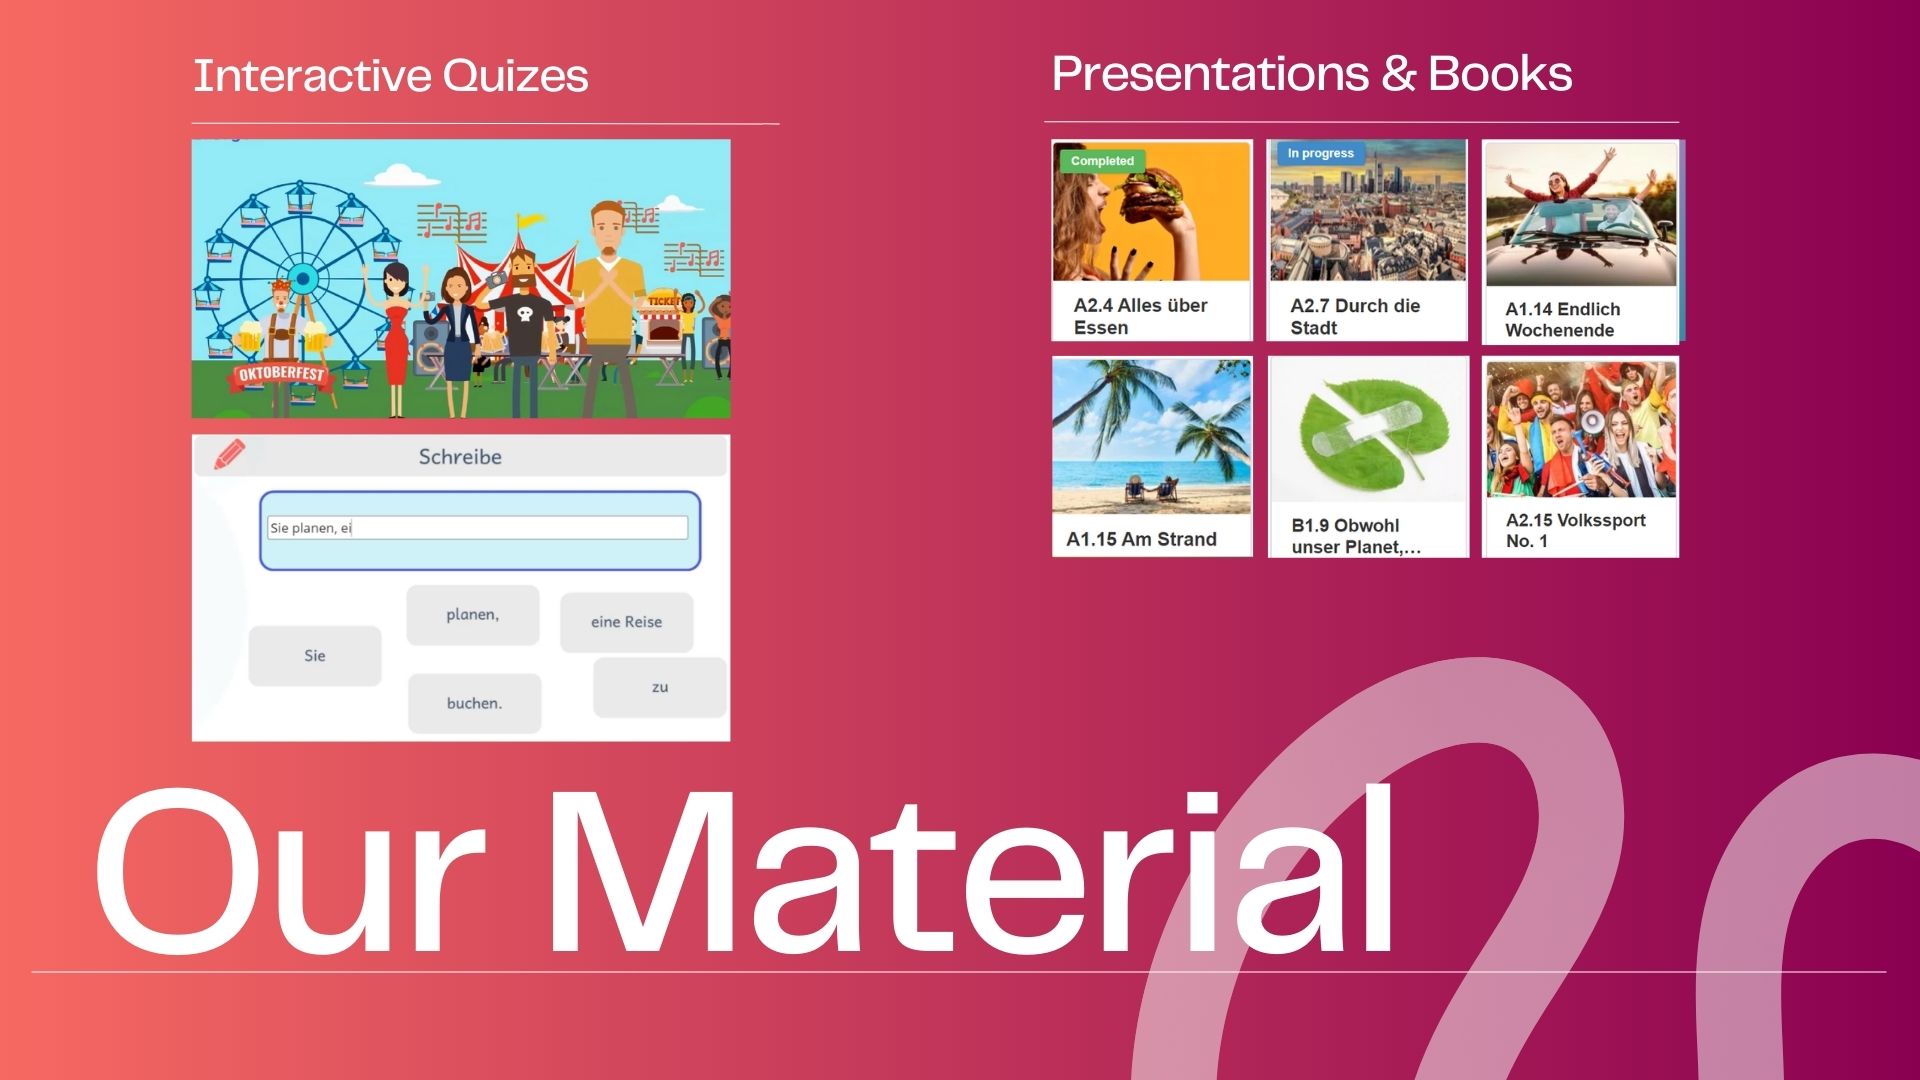 Interactive Quizes
OKTOBERFEST
TICKET
Schreibe
Sie planen, ei
planen,
eine Reise
Sie
zu
buchen.
Presentations & Books
Completed
A2.4 Alles über
Essen
In progress
A2.7 Durch die
Stadt
A1.14 Endlich
Wochenende
A1.15 Am Strand
B1.9 Obwohl
unser Planet,…
A2.15 Volkssport
No. 1
Our Material